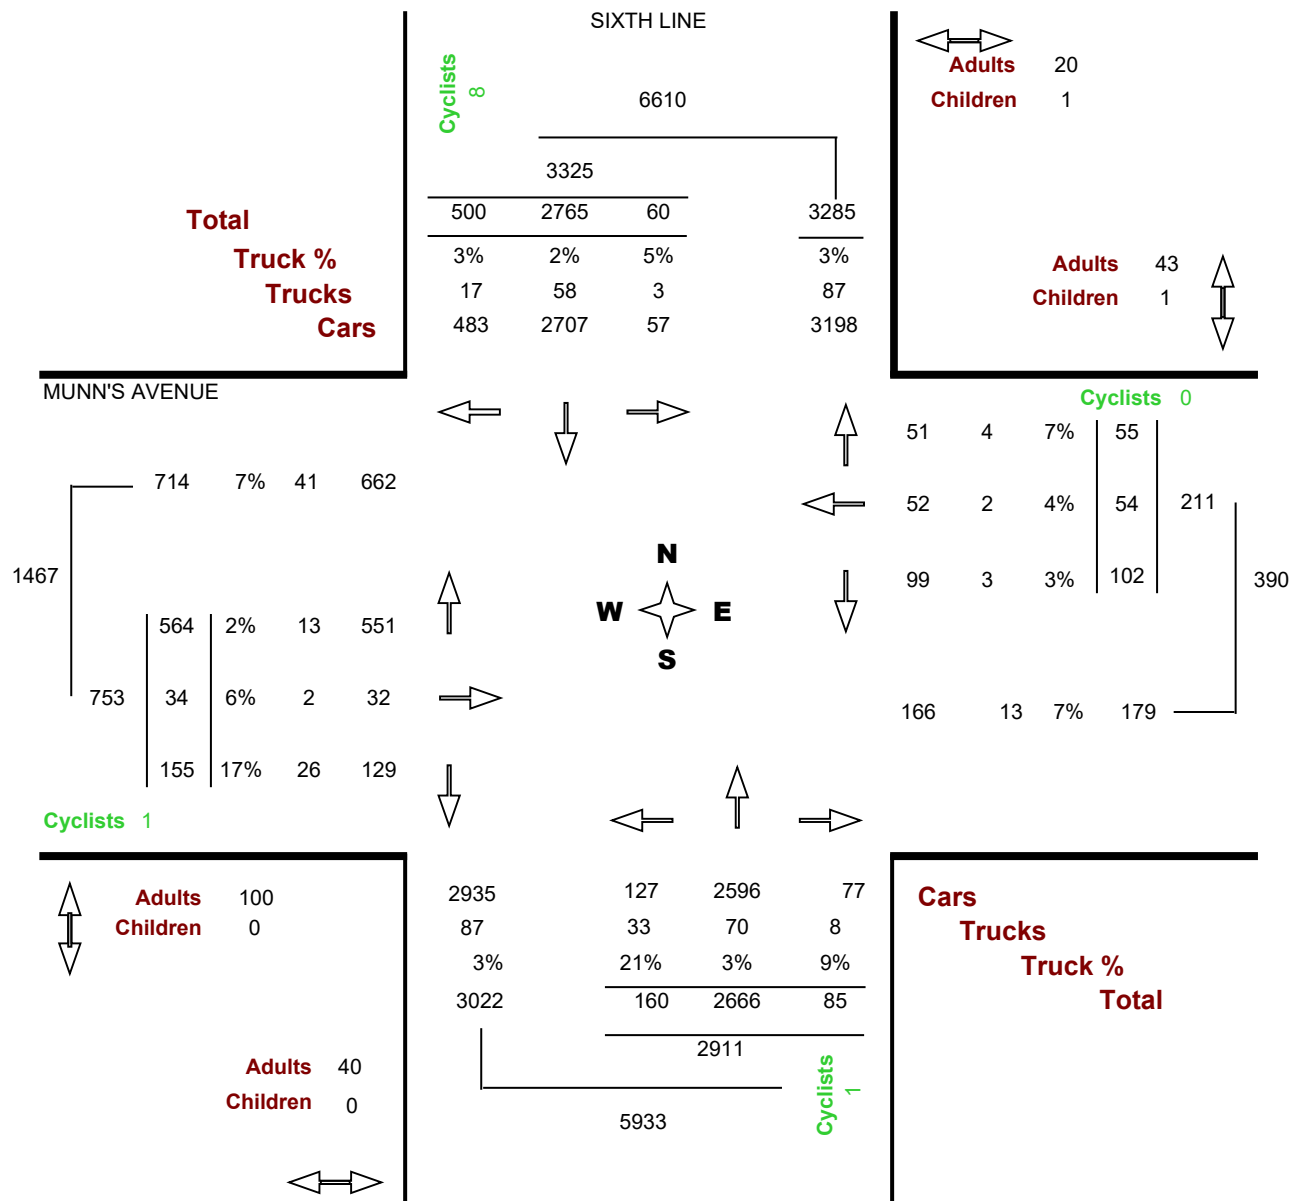 SIXTH LINE
Cyclists 8
6610
Adults 20
Children 1
3325
Total 500 2765 60 3285
Truck % 3% 2% 5% 3%
Trucks 17 58 3 87
Cars 483 2707 57 3198
Adults 43
Children 1
MUNN'S AVENUE
Cyclists 0
51 4 7% 55
714 7% 41 662
52 2 4% 54 211
N
1467
99 3 3% 102 390
W E
S
564 2% 13 551
753 34 6% 2 32
166 13 7% 179
155 17% 26 129
Cyclists 1
Adults 100
Children 0
2935 127 2596 77 Cars
87 33 70 8 Trucks
3% 21% 3% 9% Truck %
3022 160 2666 85 Total
2911
Adults 40
Children 0
Cyclists 1
5933